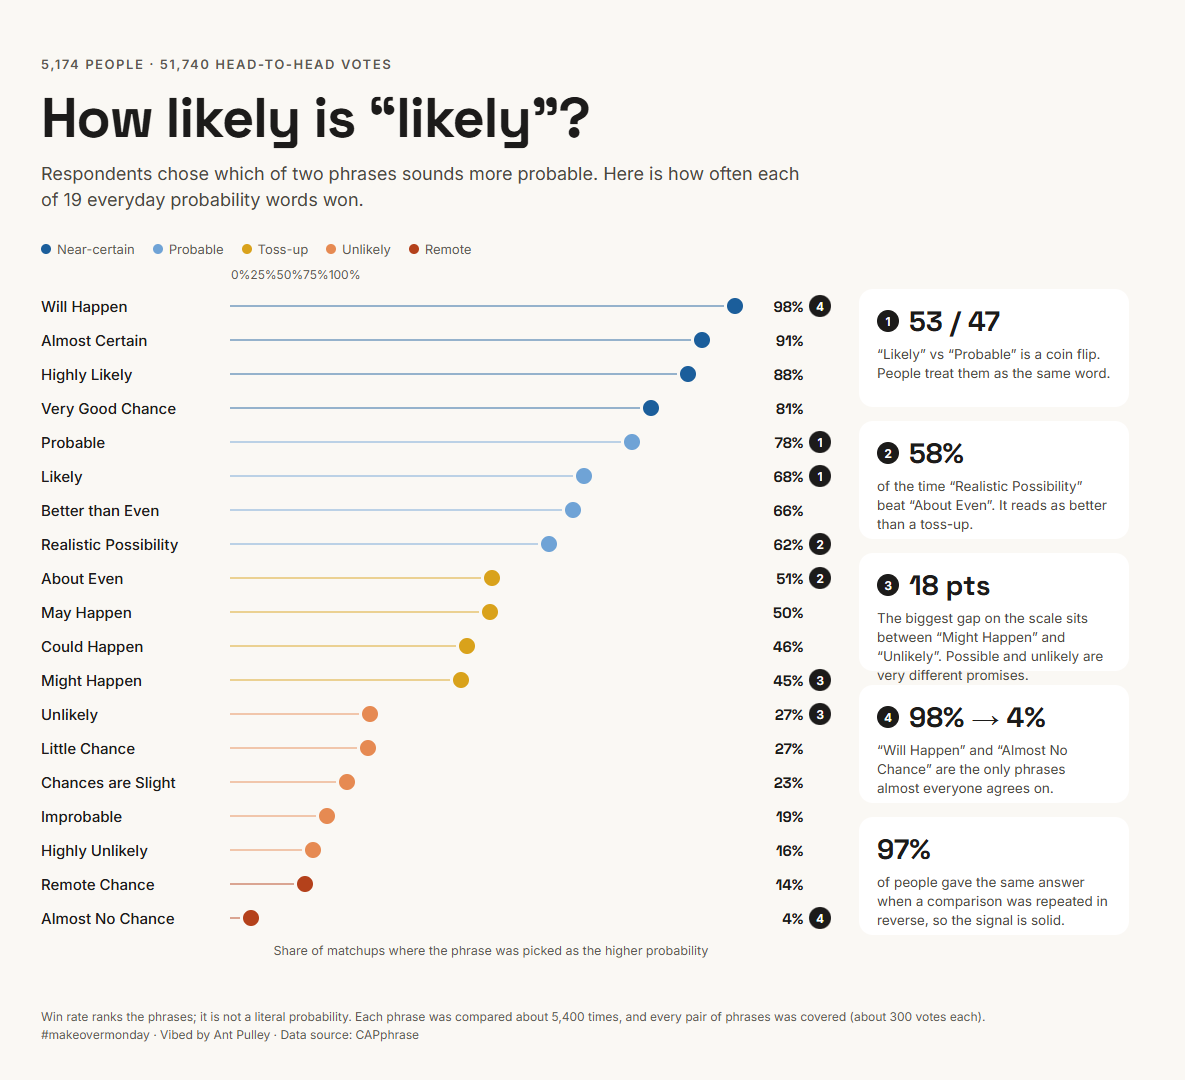 5,174 PEOPLE · 51,740 HEAD-TO-HEAD VOTES
How likely is “likely”?
Respondents chose which of two phrases sounds more probable. Here is how often each
of 19 everyday probability words won.
Near-certain Probable Toss-up Unlikely Remote
0%25%50%75%100%
Will Happen 98% 4
Almost Certain 91%
Highly Likely 88%
Very Good Chance 81%
Probable 78% 1
Likely 68% 1
Better than Even 66%
Realistic Possibility 62% 2
About Even 51% 2
May Happen 50%
Could Happen 46%
Might Happen 45% 3
Unlikely 27% 3
Little Chance 27%
Chances are Slight 23%
Improbable 19%
Highly Unlikely 16%
Remote Chance 14%
Almost No Chance 4% 4
Share of matchups where the phrase was picked as the higher probability
1 53 / 47
“Likely” vs “Probable” is a coin flip.
People treat them as the same word.
2 58%
of the time “Realistic Possibility”
beat “About Even”. It reads as better
than a toss-up.
3 18 pts
The biggest gap on the scale sits
between “Might Happen” and
“Unlikely”. Possible and unlikely are
very different promises.
4 98% → 4%
“Will Happen” and “Almost No
Chance” are the only phrases
almost everyone agrees on.
97%
of people gave the same answer
when a comparison was repeated in
reverse, so the signal is solid.
Win rate ranks the phrases; it is not a literal probability. Each phrase was compared about 5,400 times, and every pair of phrases was covered (about 300 votes each).
#makeovermonday · Vibed by Ant Pulley · Data source: CAPphrase